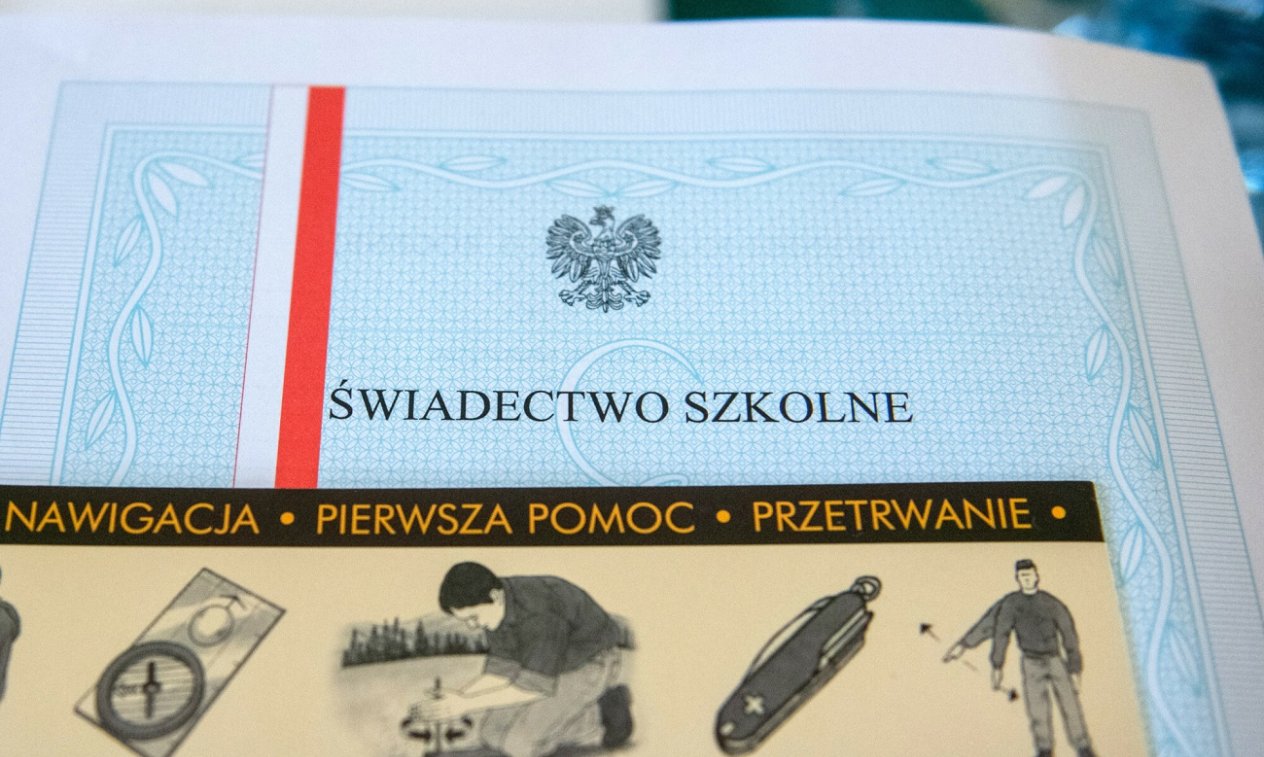 ŚWIADECTWO SZKOLNE
NAWIGACJA • PIERWSZA POMOC • PRZETRWANIE •